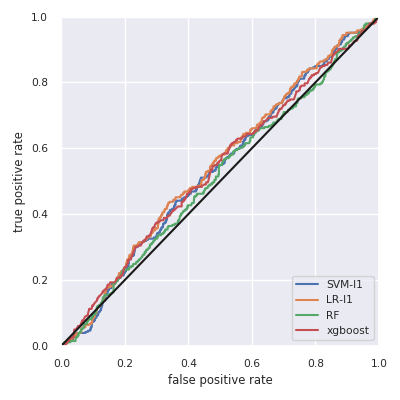 1.0
0.8
0.6
0.4
0.2
0.0
true positive rate
0.0 0.2 0.4 0.6 0.8 1.0
false positive rate
SVM-l1
LR-l1
RF
xgboost